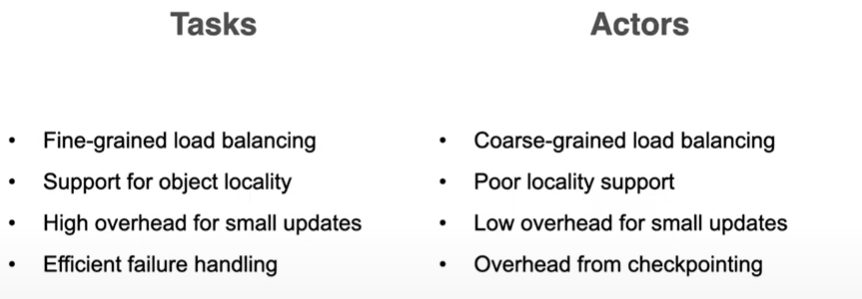 Tasks
• Fine-grained load balancing
• Support for object locality
• High overhead for small updates
• Efficient failure handling
Actors
• Coarse-grained load balancing
• Poor locality support
• Low overhead for small updates
• Overhead from checkpointing